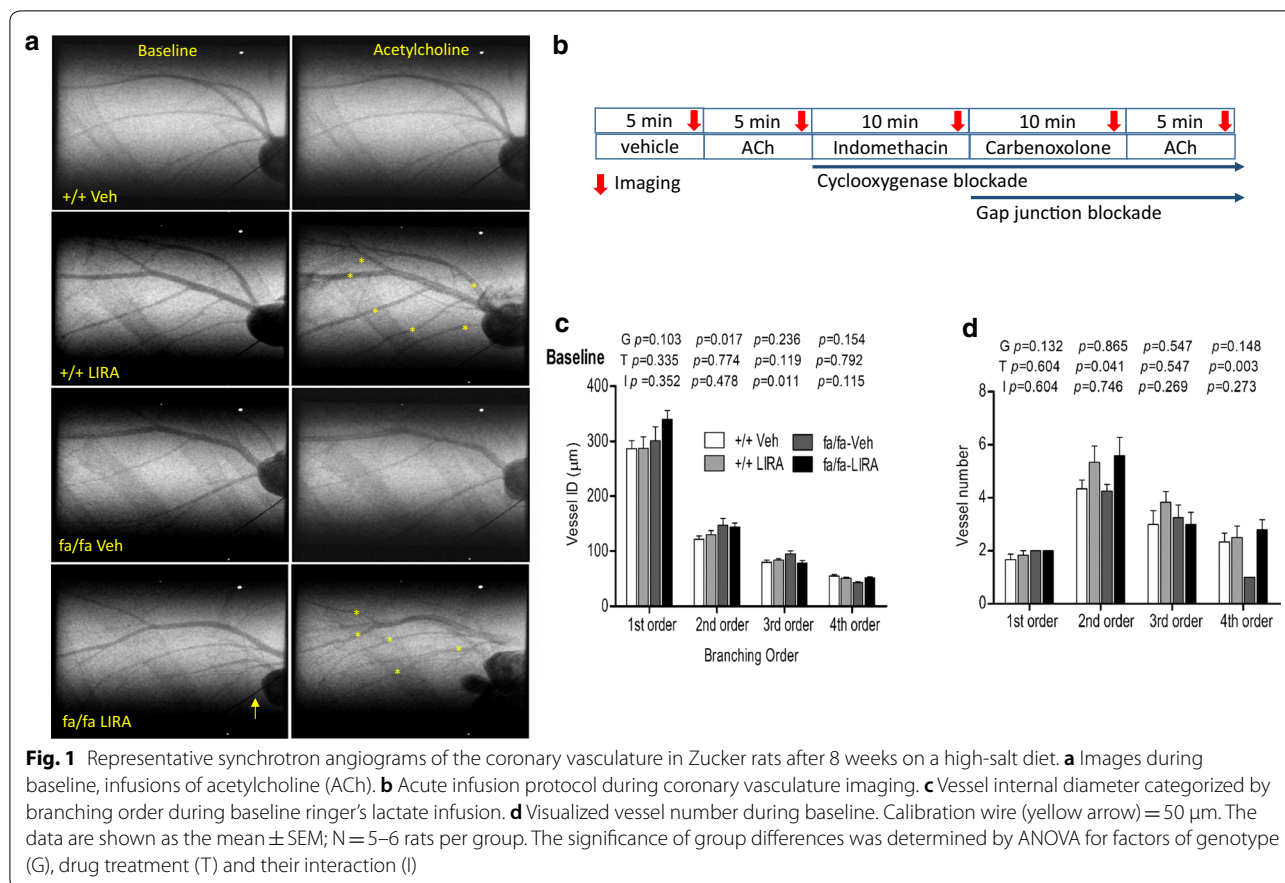 a
Baseline
Acetylcholine
+/+ Veh
*
*
*
*
*
*
+/+ LIRA
fa/fa Veh
*
*
*
*
*
fa/fa LIRA
b
5 min 5 min 10 min 10 min 5 min
vehicle ACh Indomethacin Carbenoxolone ACh
Imaging
Cyclooxygenase blockade
Gap junction blockade
c
G p=0.103 p=0.017 p=0.236 p=0.154
Baseline
T p=0.335 p=0.774 p=0.119 p=0.792
I p=0.352 p=0.478 p=0.011 p=0.115
Vessel ID (µm)
400
300
200
100
0
+/+ Veh fa/fa-Veh
+/+ LIRA fa/fa-LIRA
1st order 2nd order 3rd order 4th order
Branching Order
d
G p=0.132 p=0.865 p=0.547 p=0.148
T p=0.604 p=0.041 p=0.547 p=0.003
I p=0.604 p=0.746 p=0.269 p=0.273
Vessel number
8
6
4
2
0
1st order 2nd order 3rd order 4th order
Fig. 1 Representative synchrotron angiograms of the coronary vasculature in Zucker rats after 8 weeks on a high-salt diet. a Images during
baseline, infusions of acetylcholine (ACh). b Acute infusion protocol during coronary vasculature imaging. c Vessel internal diameter categorized by
branching order during baseline ringer's lactate infusion. d Visualized vessel number during baseline. Calibration wire (yellow arrow) = 50 µm. The
data are shown as the mean ± SEM; N = 5–6 rats per group. The significance of group differences was determined by ANOVA for factors of genotype
(G), drug treatment (T) and their interaction (I)